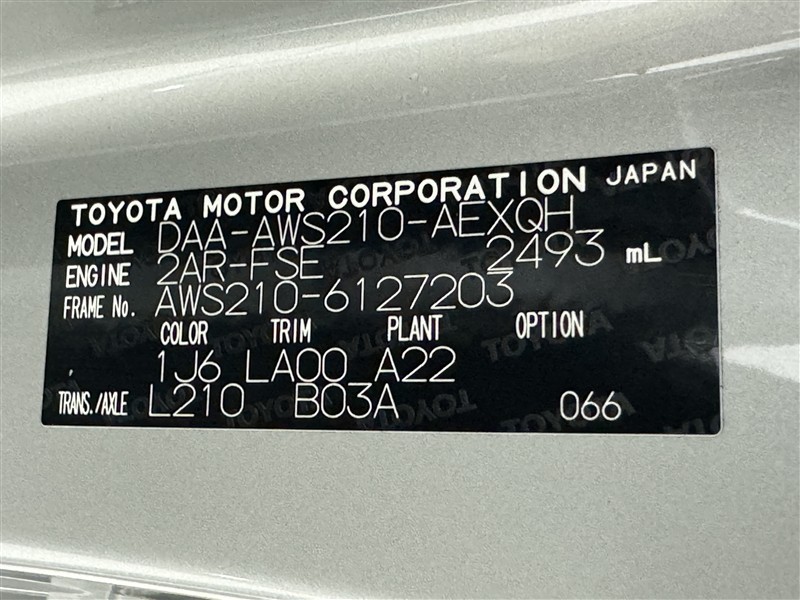 TOYOTA MOTOR CORPORATION JAPAN
MODEL DAA-AWS210-AEXQH
ENGINE 2AR-FSE 2493 mL
FRAME No. AWS210-6127203
COLOR TRIM PLANT OPTION
1J6 LA00 A22
TRANS./AXLE L210 B03A 066